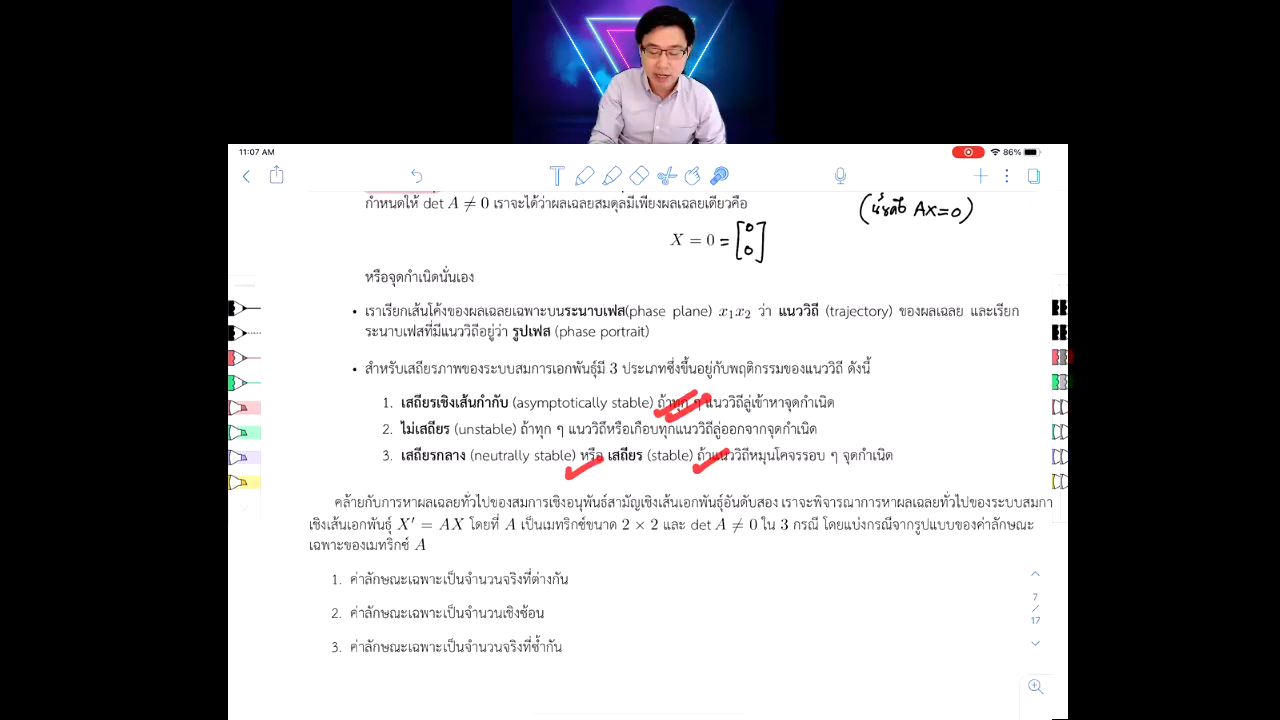 11:07 AM
86%
กำหนดให้ det A ≠ 0 เราจะได้ว่าผลเฉลยสมดุลมีเพียงผลเฉลยเดียวคือ
AX=0)
X = 0 = [0 0]
หรือจุดกำเนิดนั่นเอง
• เราเรียกเส้นโค้งของผลเฉลยเฉพาะบนระนาบเฟส(phase plane) x₁x₂ ว่า แนววิถี (trajectory) ของผลเฉลย และเรียก
ระนาบเฟสที่มีแนววิถีอยู่ว่า รูปเฟส (phase portrait)
• สำหรับเสถียรภาพของระบบสมการเอกพันธุ์มี 3 ประเภทซึ่งขึ้นอยู่กับพฤติกรรมของแนววิถี ดังนี้
1. เสถียรเชิงเส้นกำกับ (asymptotically stable) ถ้าทุก ๆ แนววิถีลู่เข้าหาจุดกำเนิด
2. ไม่เสถียร (unstable) ถ้าทุก ๆ แนววิถีหรือเกือบทุกแนววิถีลู่ออกจากจุดกำเนิด
3. เสถียรกลาง (neutrally stable) หรือ เสถียร (stable) ถ้าแนววิถีหมุนโคจรรอบ ๆ จุดกำเนิด
คล้ายกับการหาผลเฉลยทั่วไปของสมการเชิงอนุพันธ์สามัญเชิงเส้นเอกพันธุ์อันดับสอง เราจะพิจารณาการหาผลเฉลยทั่วไปของระบบสมกา
เชิงเส้นเอกพันธุ์ X′ = AX โดยที่ A เป็นเมทริกซ์ขนาด 2 × 2 และ det A ≠ 0 ใน 3 กรณี โดยแบ่งกรณีจากรูปแบบของค่าลักษณะ
เฉพาะของเมทริกซ์ A
1. ค่าลักษณะเฉพาะเป็นจำนวนจริงที่ต่างกัน
2. ค่าลักษณะเฉพาะเป็นจำนวนเชิงซ้อน
3. ค่าลักษณะเฉพาะเป็นจำนวนจริงที่ซ้ำกัน
7
/
17